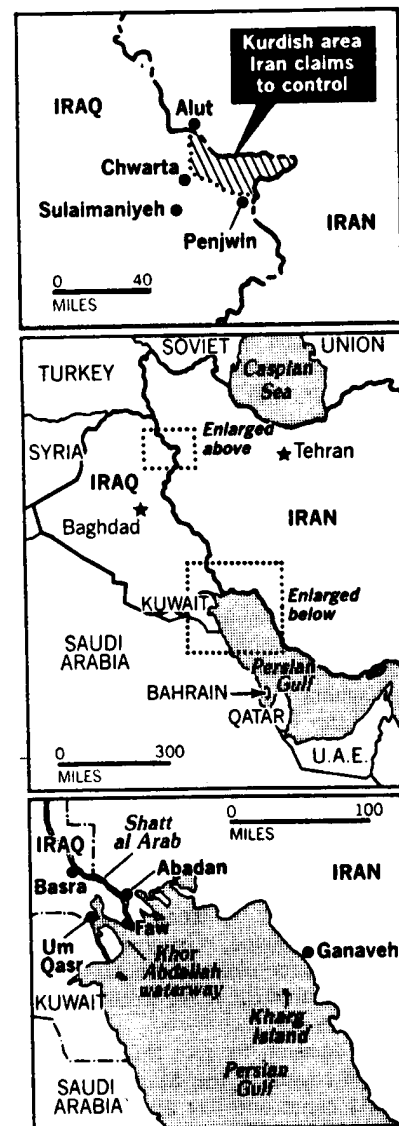 Kurdish area
Iran claims
to control
IRAQ
Alut
Chwarta
Sulaimaniyeh
Penjwin
IRAN
0 40
MILES
SOVIET UNION
TURKEY
Caspian
Sea
Enlarged
above
Tehran
SYRIA
IRAQ
Baghdad
IRAN
KUWAIT
Enlarged
below
SAUDI
ARABIA
Persian
Gulf
BAHRAIN
QATAR
U.A.E.
0 300
MILES
0 100
MILES
IRAQ
Shatt
al Arab
Abadan
IRAN
Basra
Faw
Um
Qasr
Khor
Abdallah
waterway
Ganaveh
KUWAIT
Kharg
Island
Persian
Gulf
SAUDI
ARABIA